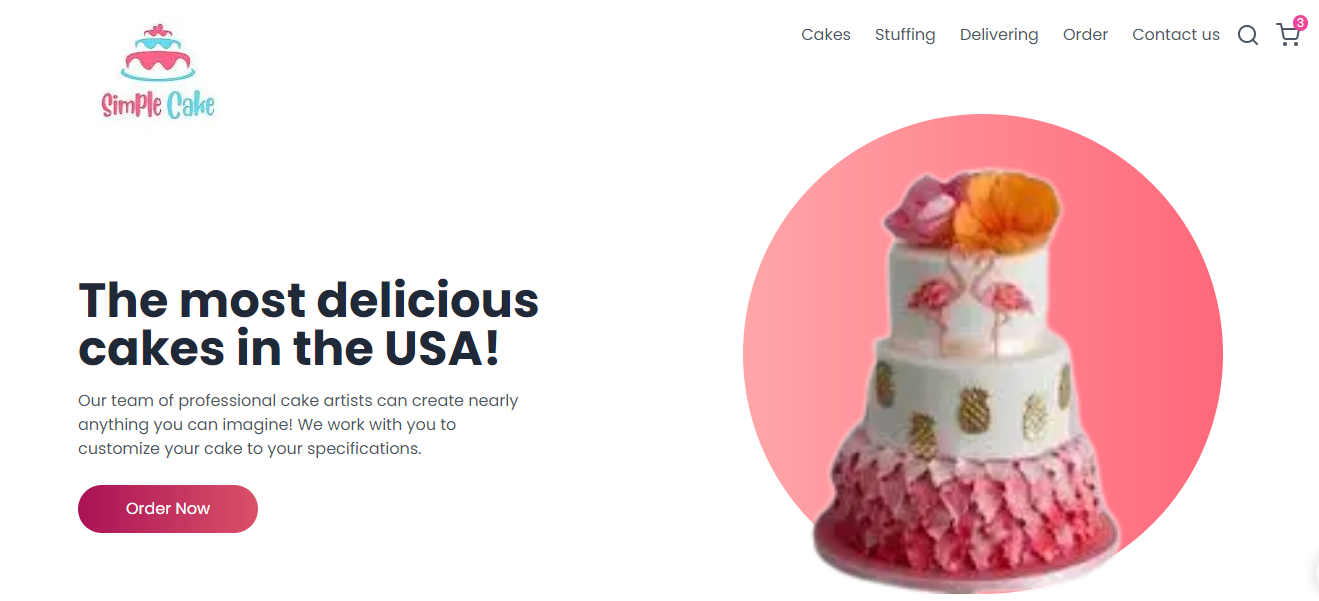 SimPle Cake
Cakes Stuffing Delivering Order Contact us 3
The most delicious
cakes in the USA!
Our team of professional cake artists can create nearly
anything you can imagine! We work with you to
customize your cake to your specifications.
Order Now